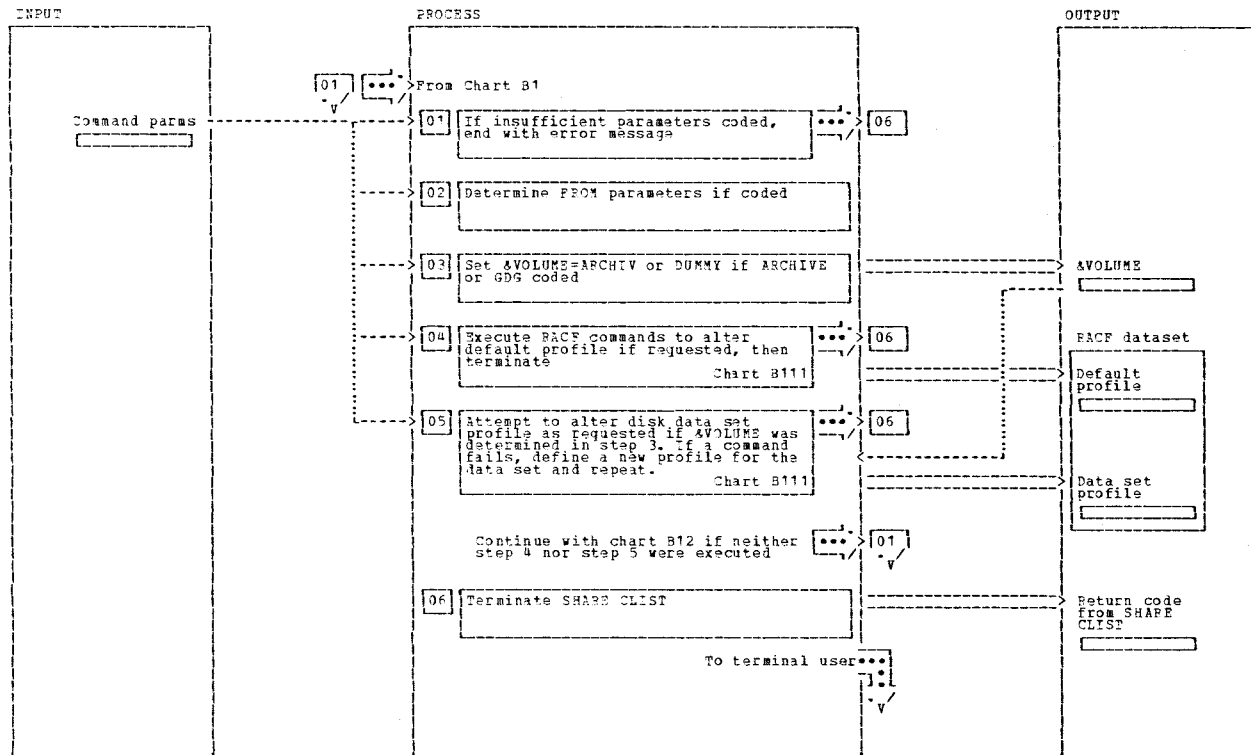 INPUT
PROCESS
OUTPUT
01
From Chart B1
Command parms
01
If insufficient parameters coded,
end with error message
06
02
Determine FROM parameters if coded
03
Set &VOLUME=ARCHIV or DUMMY if ARCHIVE
or GDG coded
&VOLUME
04
Execute RACF commands to alter
default profile if requested, then
terminate
Chart B111
06
RACF dataset
Default
profile
05
Attempt to alter disk data set
profile as requested if &VOLUME was
determined in step 3. If a command
fails, define a new profile for the
data set and repeat.
Chart B111
06
Data set
profile
Continue with chart B12 if neither
step 4 nor step 5 were executed
01
06
Terminate SHARE CLIST
Return code
from SHARE
CLIST
To terminal user